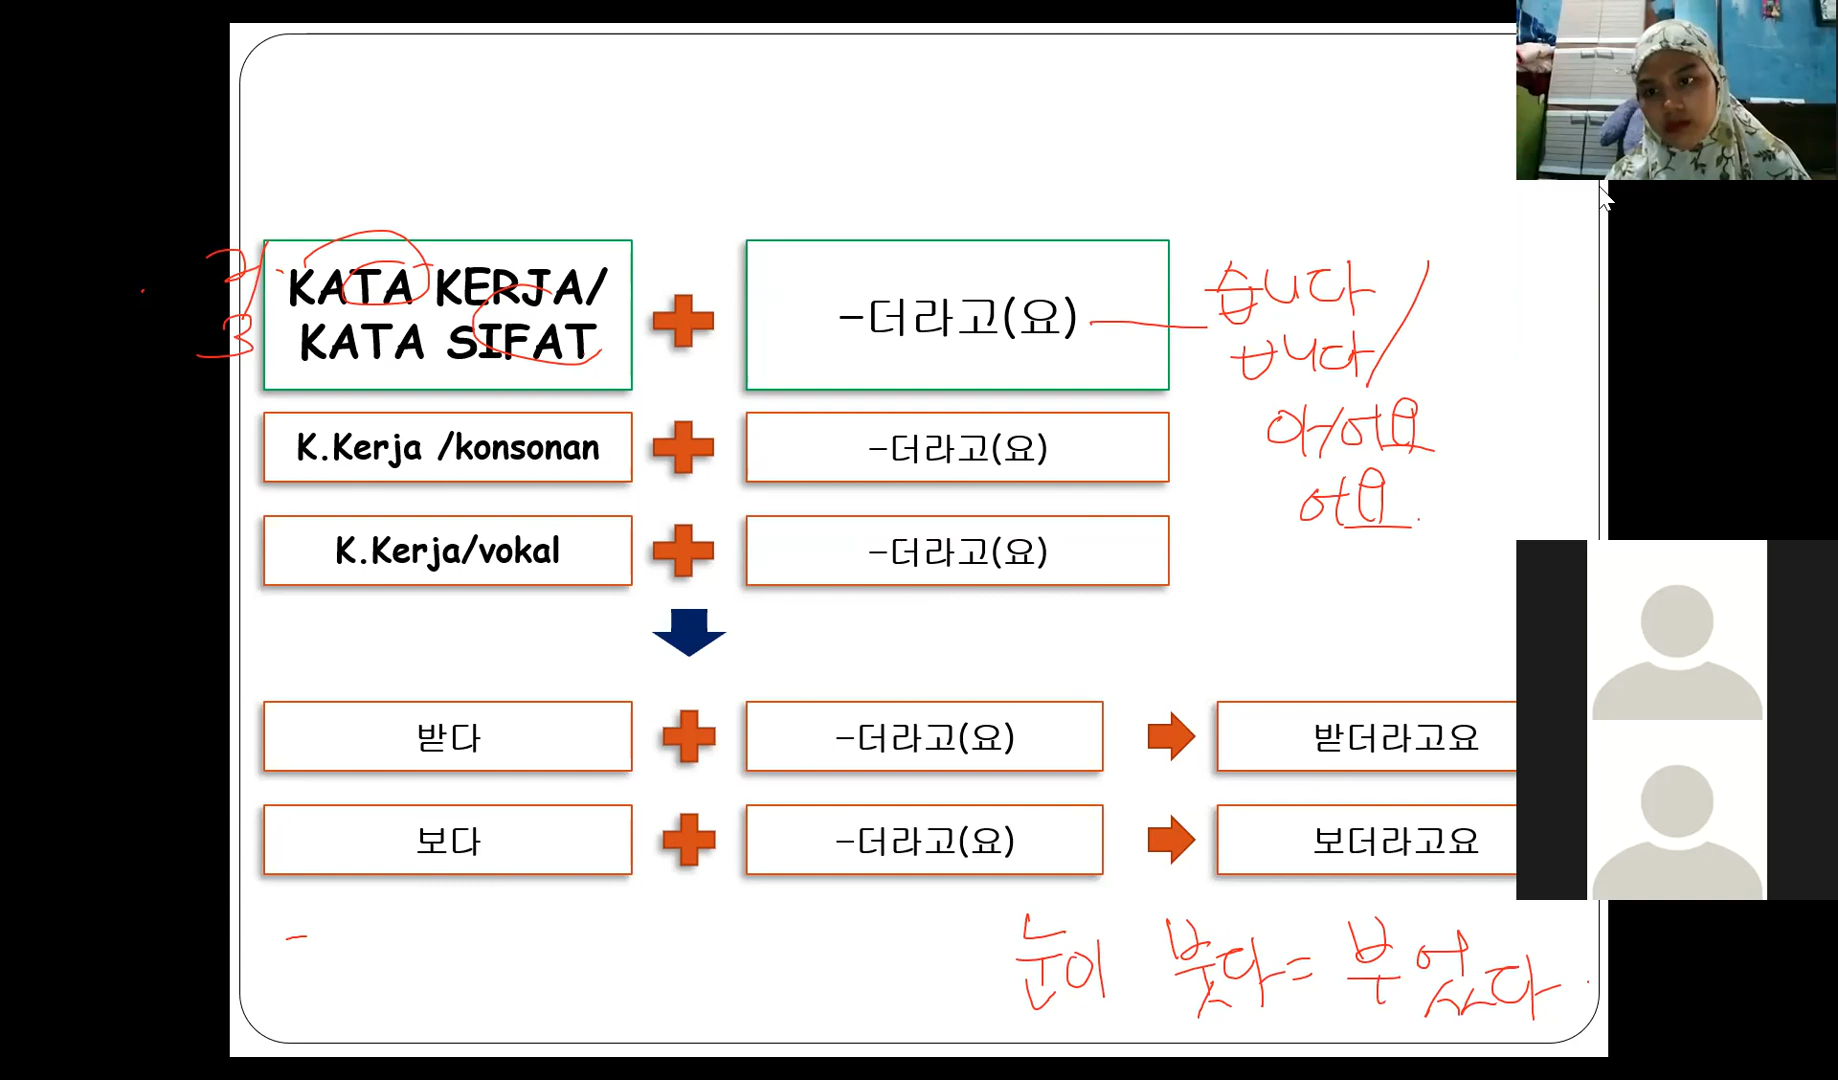 KATA KERJA/
KATA SIFAT
-더라고(요)
습니다/
ㅂ니다
아/어요
어요.
2/
3
K.Kerja /konsonan
-더라고(요)
K.Kerja/vokal
-더라고(요)
받다
-더라고(요)
받더라고요
보다
-더라고(요)
보더라고요
눈이 붓다= 부었다.